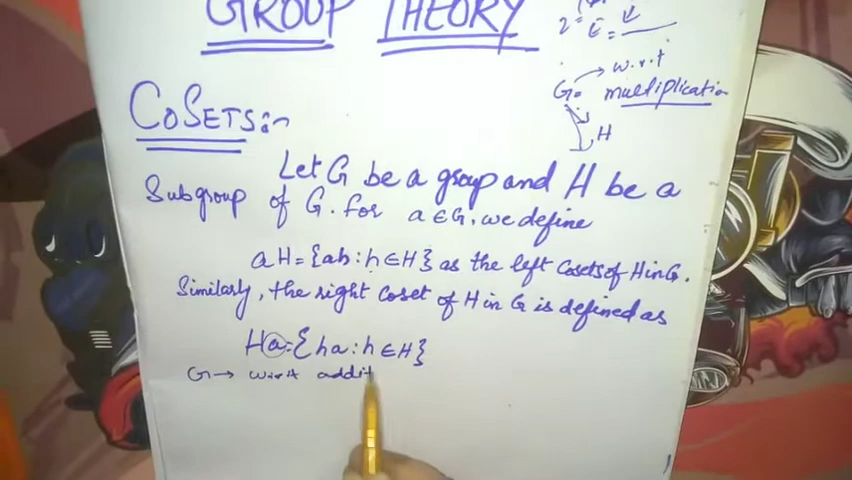 GROUP THEORY
G. w.r.t
multiplication
H
COSETS:-
Let G be a group and H be a
Subgroup of G. For a ∈ G, we define
aH = {ah : h ∈ H} as the left Cosets of H in G.
Similarly, the right Coset of H in G is defined as
Ha = {ha : h ∈ H}
G → w.r.t addit